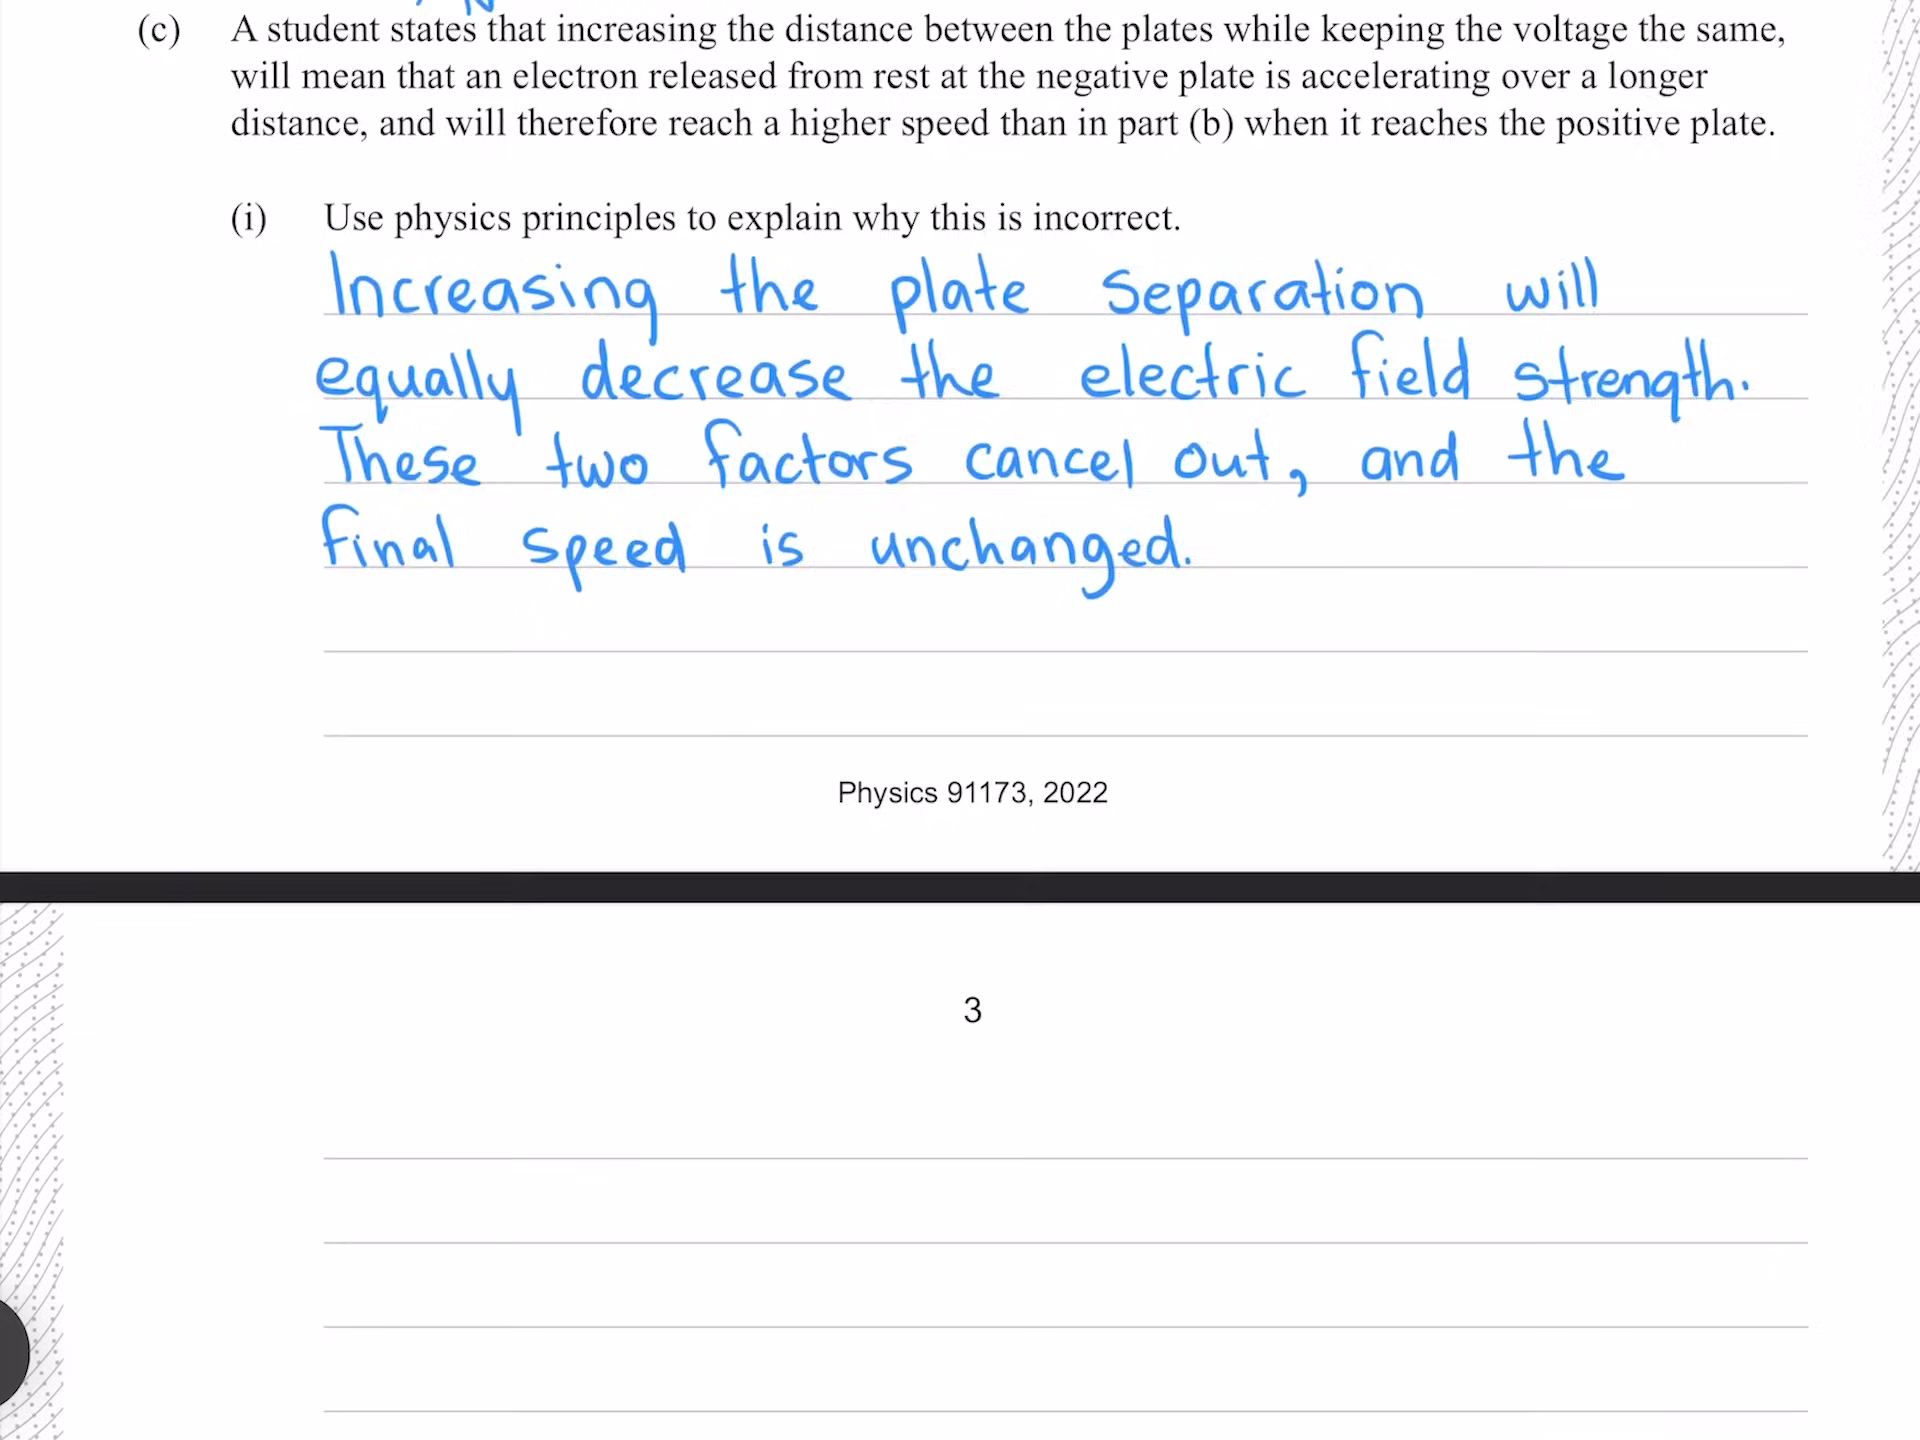 (c) A student states that increasing the distance between the plates while keeping the voltage the same,
will mean that an electron released from rest at the negative plate is accelerating over a longer
distance, and will therefore reach a higher speed than in part (b) when it reaches the positive plate.
(i) Use physics principles to explain why this is incorrect.
Increasing the plate separation will
equally decrease the electric field strength.
These two factors cancel out, and the
final speed is unchanged.
Physics 91173, 2022
3